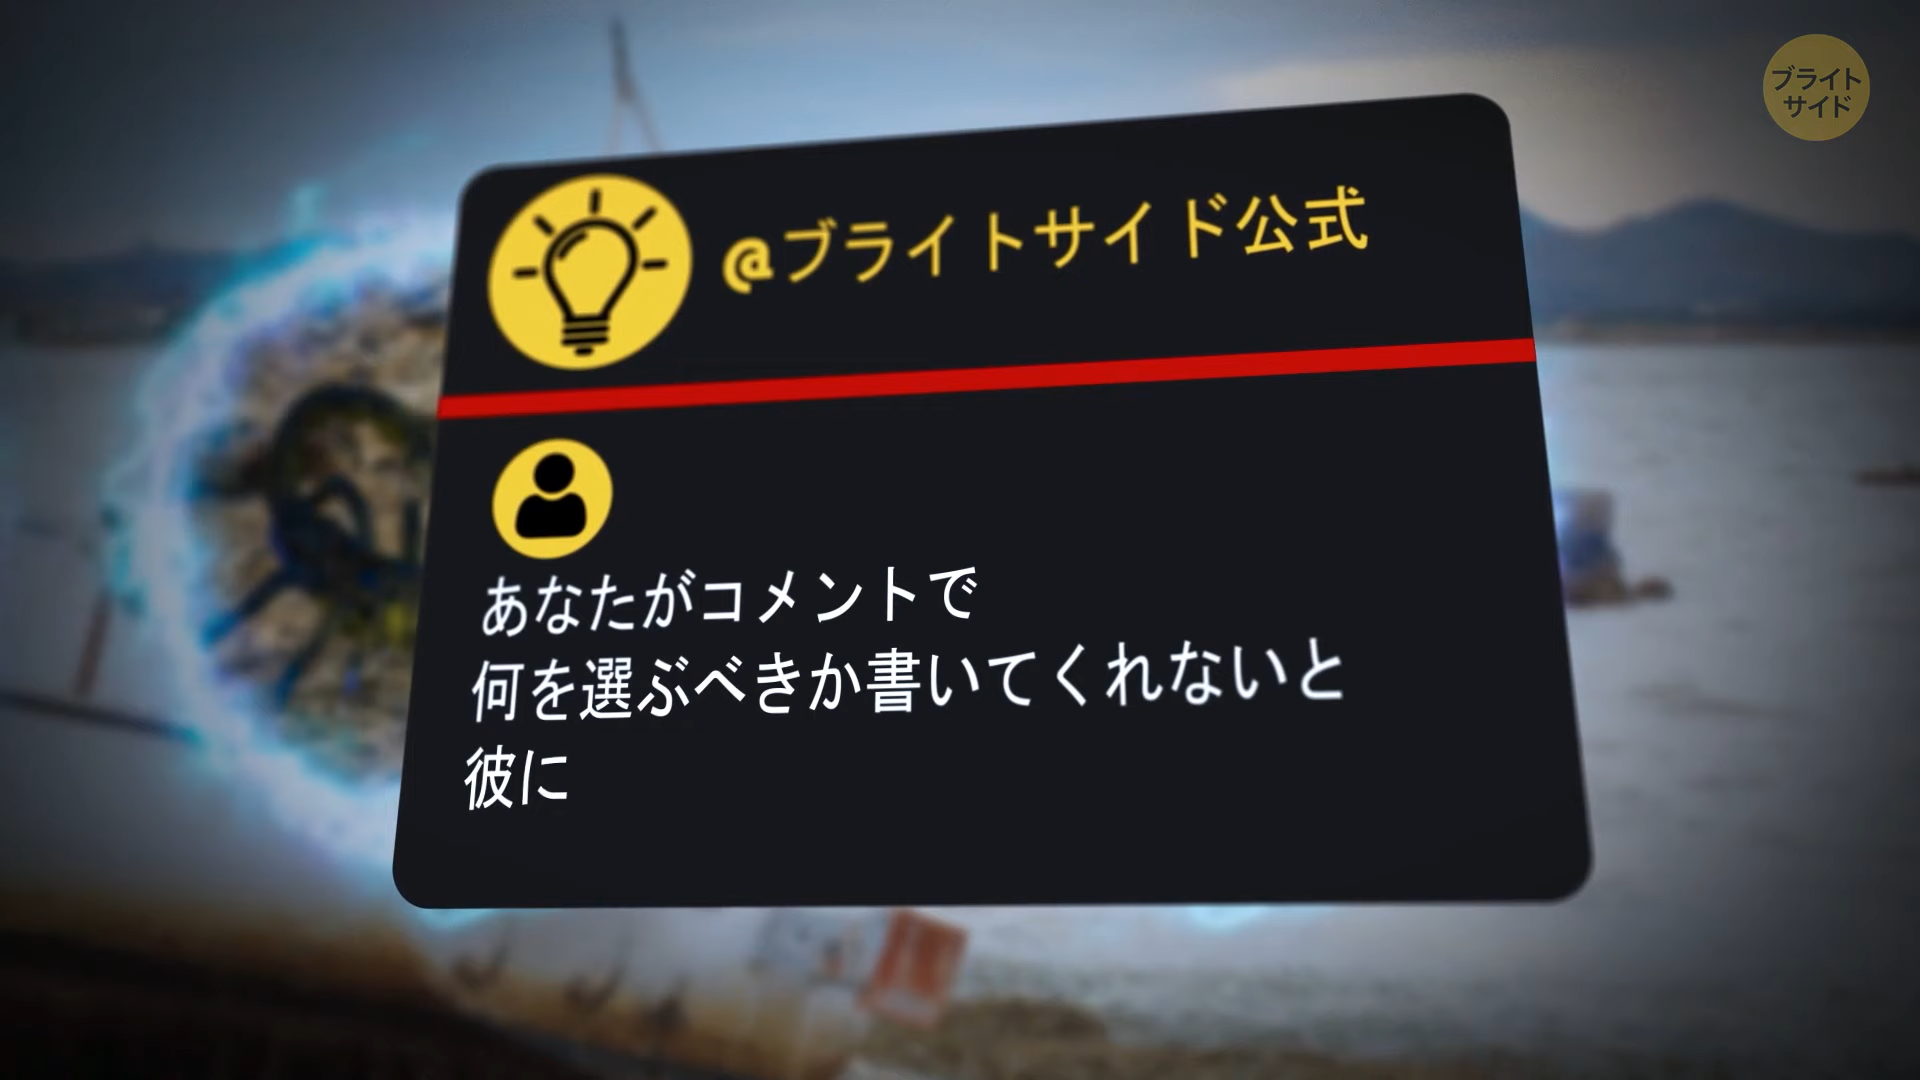 ブライト
サイド
@ブライトサイド公式
あなたがコメントで
何を選ぶべきか書いてくれないと
彼に